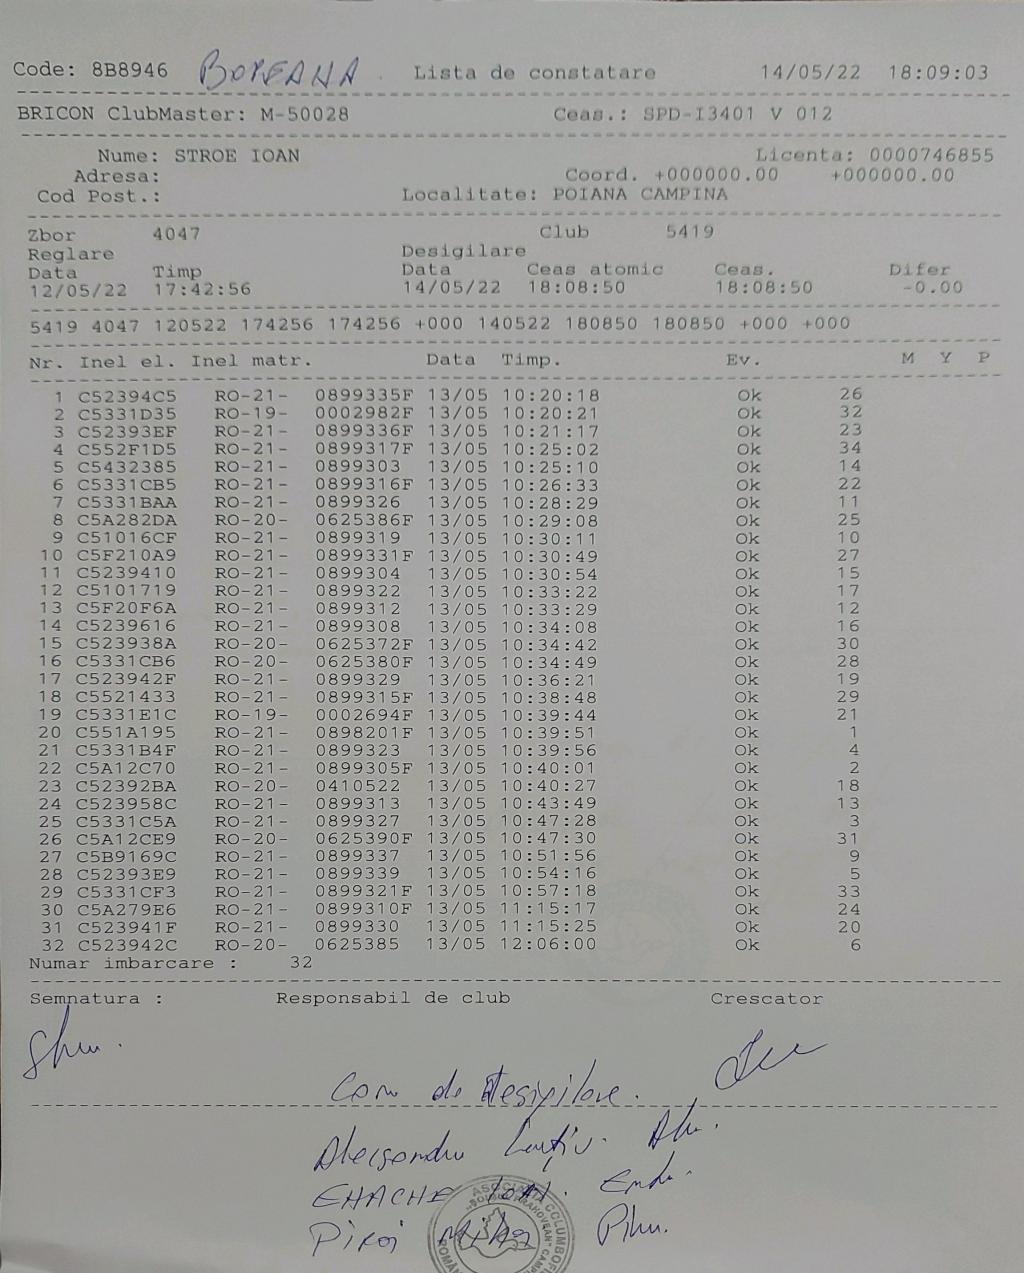 Code: 8B8946 BOREANA. Lista de constatare 14/05/22 18:09:03
BRICON ClubMaster: M-50028 Ceas.: SPD-I3401 V 012
Nume: STROE IOAN Licenta: 0000746855
Adresa: Coord. +000000.00 +000000.00
Cod Post.: Localitate: POIANA CAMPINA
Zbor 4047 Club 5419
Reglare Desigilare
Data Timp Data Ceas atomic Ceas. Difer
12/05/22 17:42:56 14/05/22 18:08:50 18:08:50 -0.00
5419 4047 120522 174256 174256 +000 140522 180850 180850 +000 +000
Nr. Inel el. Inel matr. Data Timp. Ev. M Y P
1 C52394C5 RO-21- 0899335F 13/05 10:20:18 Ok 26
2 C5331D35 RO-19- 0002982F 13/05 10:20:21 Ok 32
3 C52393EF RO-21- 0899336F 13/05 10:21:17 Ok 23
4 C552F1D5 RO-21- 0899317F 13/05 10:25:02 Ok 34
5 C5432385 RO-21- 0899303 13/05 10:25:10 Ok 14
6 C5331CB5 RO-21- 0899316F 13/05 10:26:33 Ok 22
7 C5331BAA RO-21- 0899326 13/05 10:28:29 Ok 11
8 C5A282DA RO-20- 0625386F 13/05 10:29:08 Ok 25
9 C51016CF RO-21- 0899319 13/05 10:30:11 Ok 10
10 C5F210A9 RO-21- 0899331F 13/05 10:30:49 Ok 27
11 C5239410 RO-21- 0899304 13/05 10:30:54 Ok 15
12 C5101719 RO-21- 0899322 13/05 10:33:22 Ok 17
13 C5F20F6A RO-21- 0899312 13/05 10:33:29 Ok 12
14 C5239616 RO-21- 0899308 13/05 10:34:08 Ok 16
15 C523938A RO-20- 0625372F 13/05 10:34:42 Ok 30
16 C5331CB6 RO-20- 0625380F 13/05 10:34:49 Ok 28
17 C523942F RO-21- 0899329 13/05 10:36:21 Ok 19
18 C5521433 RO-21- 0899315F 13/05 10:38:48 Ok 29
19 C5331E1C RO-19- 0002694F 13/05 10:39:44 Ok 21
20 C551A195 RO-21- 0898201F 13/05 10:39:51 Ok 1
21 C5331B4F RO-21- 0899323 13/05 10:39:56 Ok 4
22 C5A12C70 RO-21- 0899305F 13/05 10:40:01 Ok 2
23 C52392BA RO-20- 0410522 13/05 10:40:27 Ok 18
24 C523958C RO-21- 0899313 13/05 10:43:49 Ok 13
25 C5331C5A RO-21- 0899327 13/05 10:47:28 Ok 3
26 C5A12CE9 RO-20- 0625390F 13/05 10:47:30 Ok 31
27 C5B9169C RO-21- 0899337 13/05 10:51:56 Ok 9
28 C52393E9 RO-21- 0899339 13/05 10:54:16 Ok 5
29 C5331CF3 RO-21- 0899321F 13/05 10:57:18 Ok 33
30 C5A279E6 RO-21- 0899310F 13/05 11:15:17 Ok 24
31 C523941F RO-21- 0899330 13/05 11:15:25 Ok 20
32 C523942C RO-20- 0625385 13/05 12:06:00 Ok 6
Numar imbarcare : 32
Semnatura : Responsabil de club Crescator
Com de desigilare.
ENACHE IOAN.
ASOCIATIA COLUMBOFILA